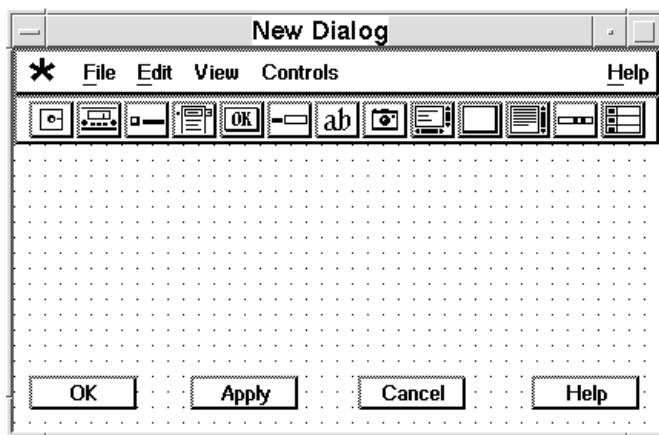 New Dialog
File Edit View Controls Help
OK ab
OK Apply Cancel Help